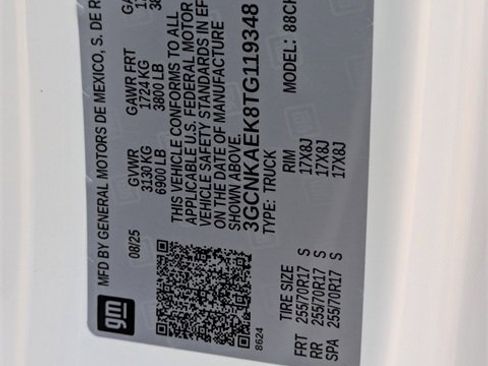 MFD BY GENERAL MOTORS DE MEXICO, S. DE R
gm
08/25
GVWR GAWR FRT
3130 KG 1724 KG
6900 LB 3800 LB
THIS VEHICLE CONFORMS TO ALL
APPLICABLE U.S. FEDERAL MOTOR
VEHICLE SAFETY STANDARDS IN EF
ON THE DATE OF MANUFACTURE
SHOWN ABOVE.
3GCNKAEK8TG119348
TYPE: TRUCK MODEL: 88CK
8624
TIRE SIZE RIM
FRT 255/70R17 S 17X8J
RR 255/70R17 S 17X8J
SPA 255/70R17 S 17X8J